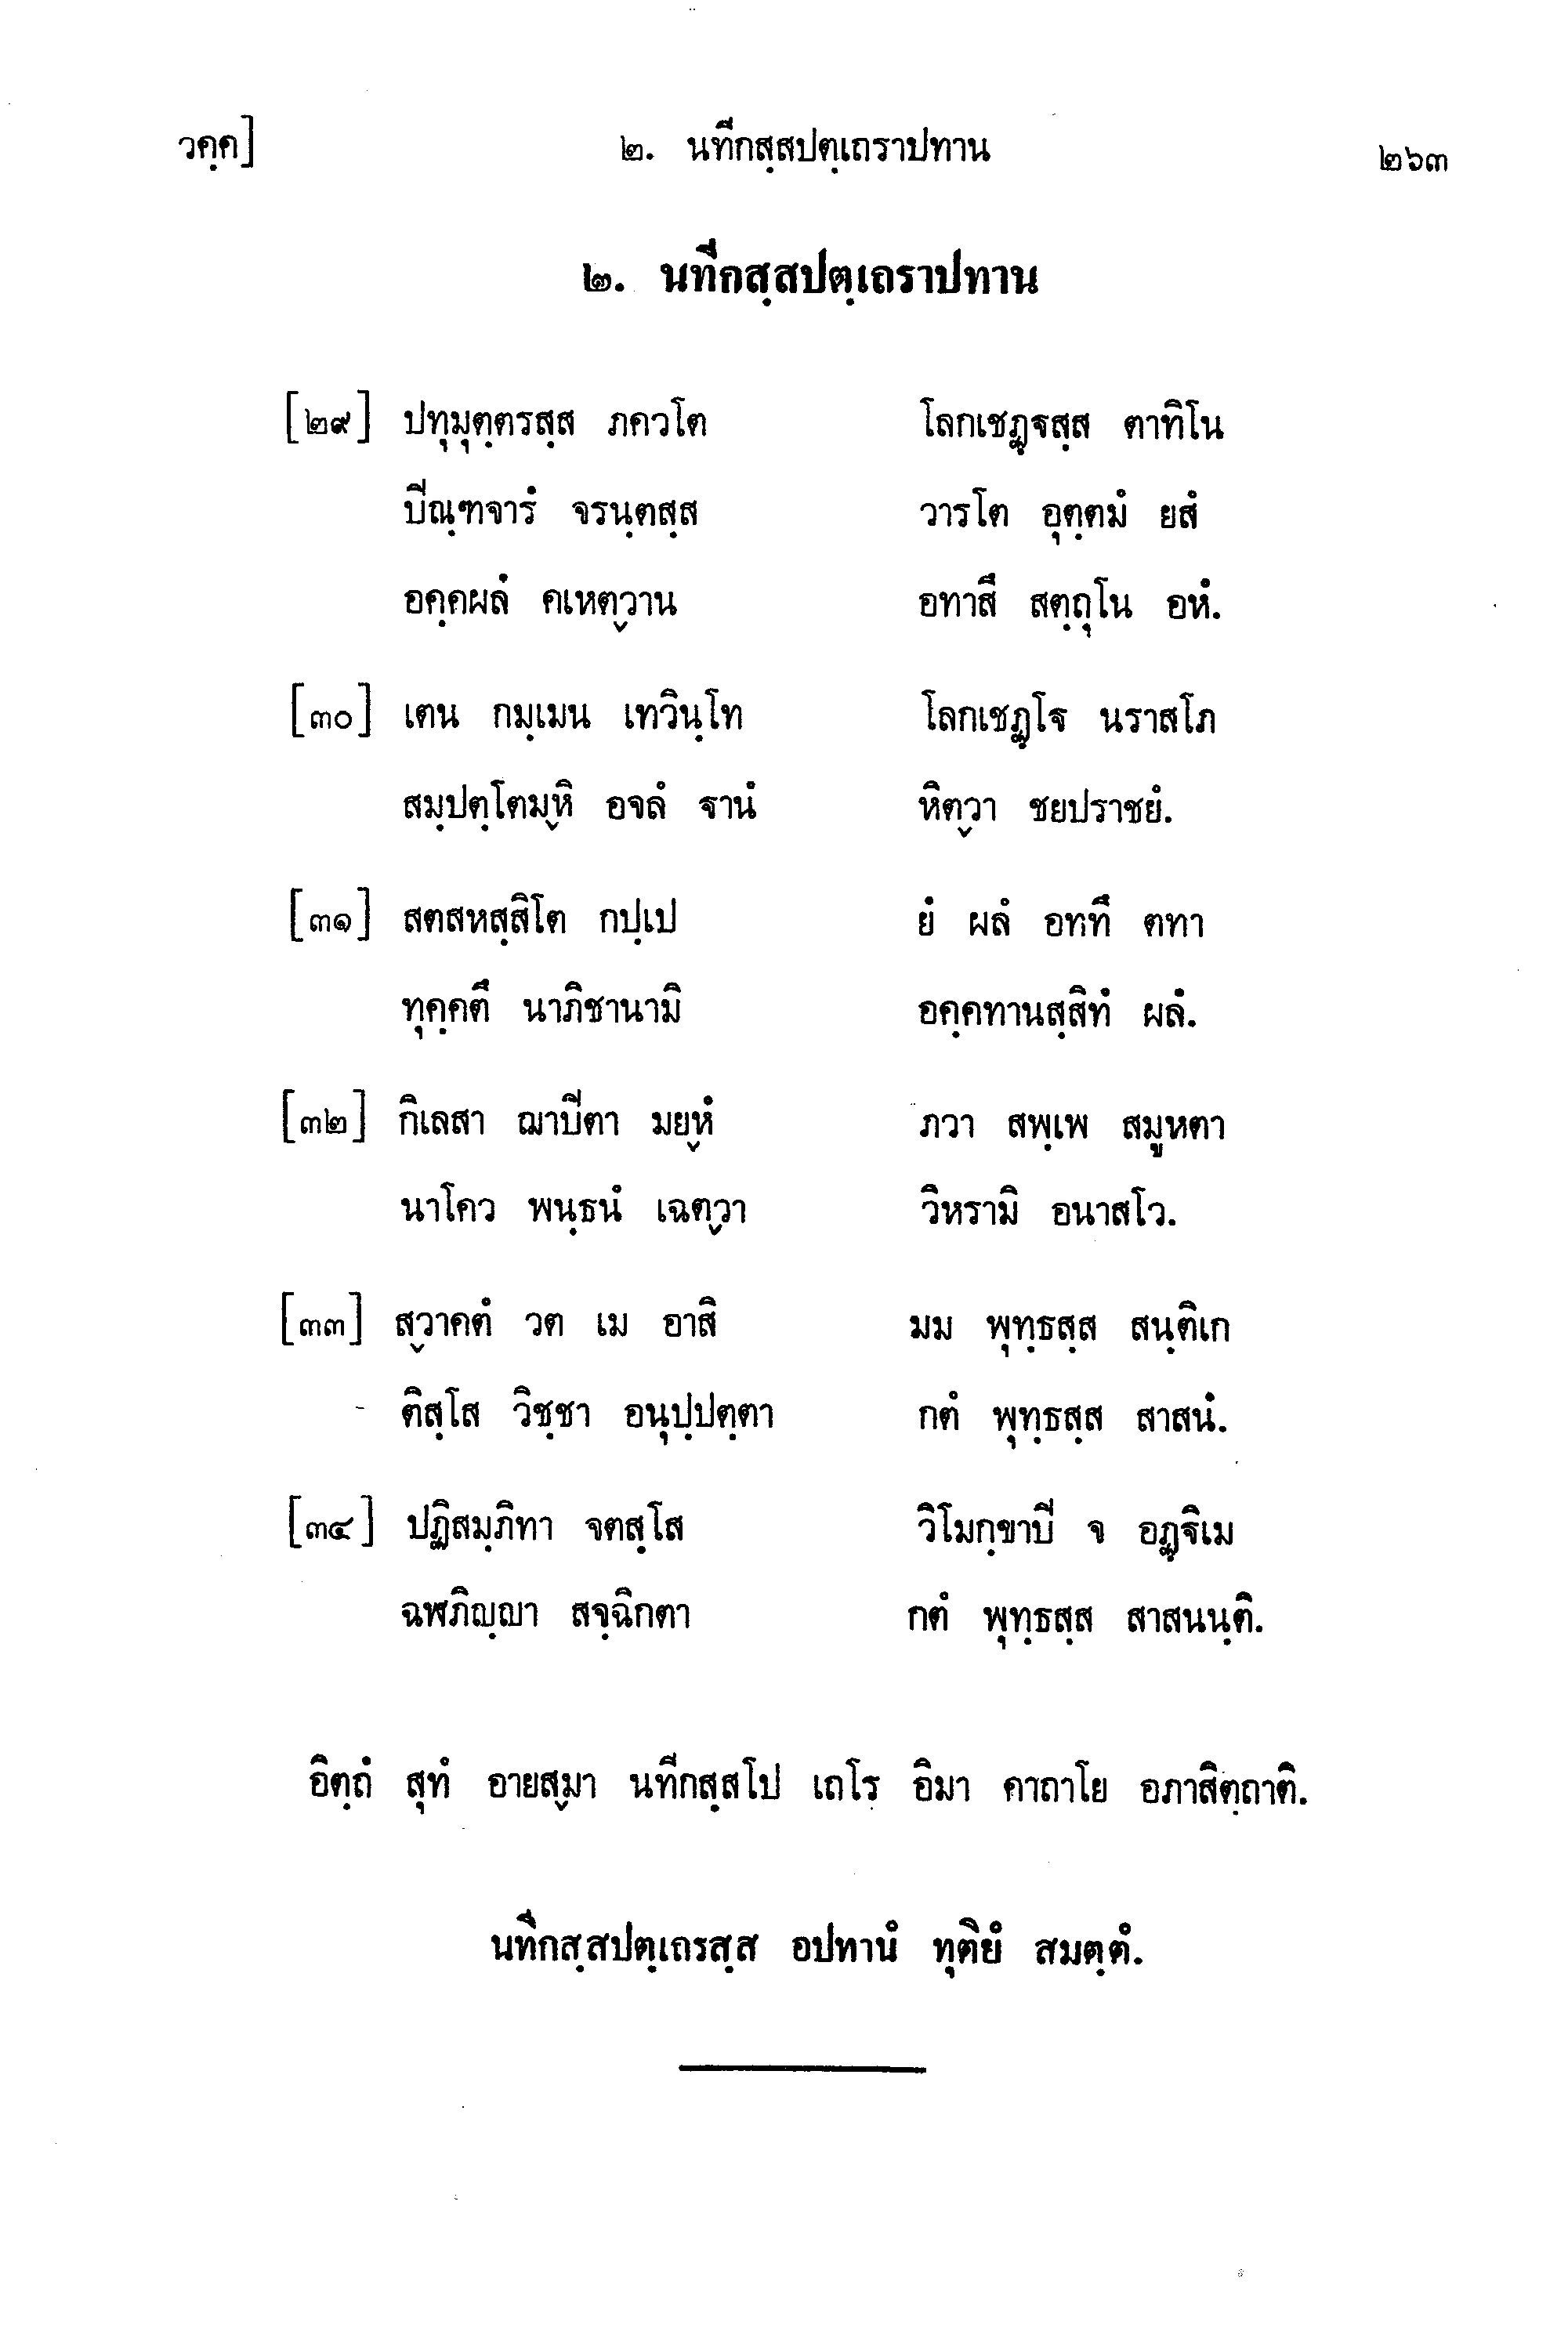 วคฺค] ๒. นทีกสฺสปตฺเถราปทาน ๒๖๓
๒. นทีกสฺสปตฺเถราปทาน
[๒๙] ปทุมุตฺตรสฺส ภควโต โลกเชฏฺฐสฺส ตาทิโน
ปิณฺฑจารํ จรนฺตสฺส วารโต อุตฺตมํ ยสํ
อคฺคผลํ คเหตฺวาน อทาสึ สตฺถุโน อหํ.
[๓๐] เตน กมฺเมน เทวินฺโท โลกเชฏฺโฐ นราสโภ
สมฺปตฺโตมฺหิ อจลํ ฐานํ หิตฺวา ชยปราชยํ.
[๓๑] สตสหสฺสิโต กปฺเป ยํ ผลํ อททึ ตทา
ทุคฺคตึ นาภิชานามิ อคฺคทานสฺสิทํ ผลํ.
[๓๒] กิเลสา ฌาปิตา มยฺหํ ภวา สพฺเพ สมูหตา
นาโคว พนฺธนํ เฉตฺวา วิหรามิ อนาสโว.
[๓๓] สฺวาคตํ วต เม อาสิ มม พุทฺธสฺส สนฺติเก
ติสฺโส วิชฺชา อนุปฺปตฺตา กตํ พุทฺธสฺส สาสนํ.
[๓๔] ปฏิสมฺภิทา จตสฺโส วิโมกฺขาปิ จ อฏฺฐิเม
ฉฬภิญฺญา สจฺฉิกตา กตํ พุทฺธสฺส สาสนนฺติ.
อิตฺถํ สุทํ อายสฺมา นทีกสฺสโป เถโร อิมา คาถาโย อภาสิตฺถาติ.
นทีกสฺสปตฺเถรสฺส อปทานํ ทุติยํ สมตฺตํ.